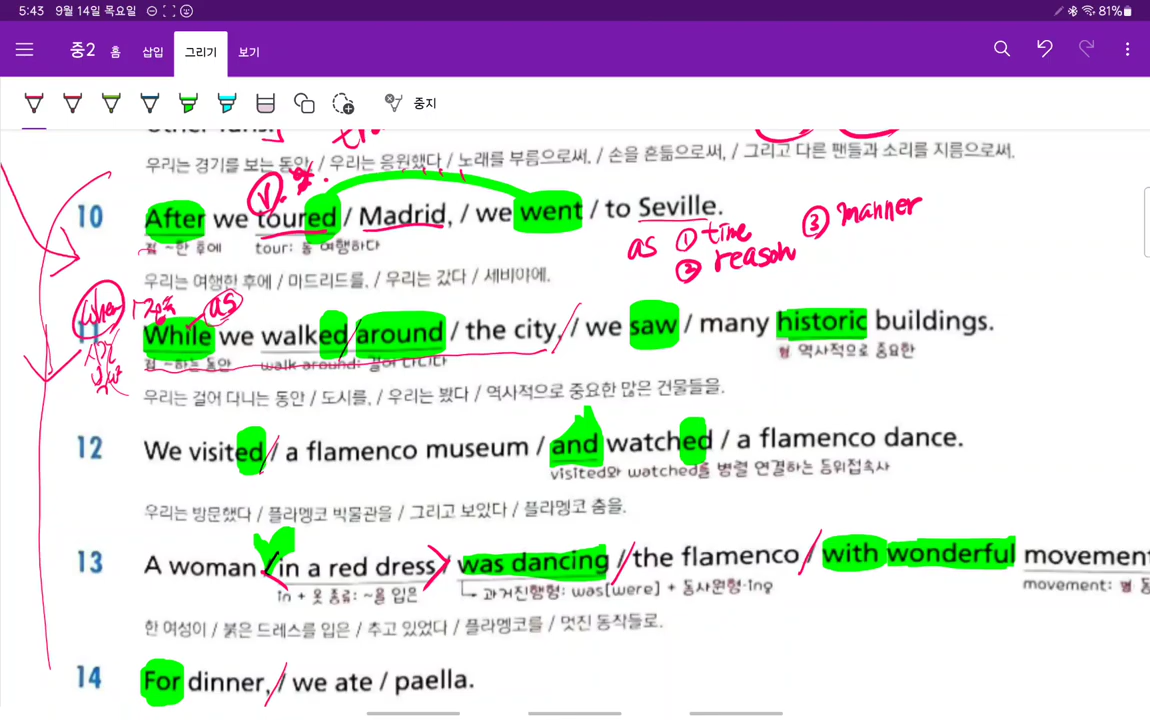 5:43 9월 14일 목요일 81%
중2 홈 삽입 그리기 보기
중지
other fans.
우리는 경기를 보는 동안 / 우리는 응원했다 / 노래를 부름으로써, / 손을 흔듦으로써, / 그리고 다른 팬들과 소리를 지름으로써.
10 After we toured / Madrid, / we went / to Seville.
접 ~한 후에 tour: 동 여행하다
as ① time ③ manner
② reason
우리는 여행한 후에 / 마드리드를, / 우리는 갔다 / 세비야에.
when as
11 While we walked around / the city, / we saw / many historic buildings.
접 ~하는 동안 walk around: 걸어 다니다 형 역사적으로 중요한
우리는 걸어 다니는 동안 / 도시를, / 우리는 봤다 / 역사적으로 중요한 많은 건물들을.
12 We visited / a flamenco museum / and watched / a flamenco dance.
visited와 watched를 병렬 연결하는 등위접속사
우리는 방문했다 / 플라멩코 박물관을 / 그리고 보았다 / 플라멩코 춤을.
13 A woman / in a red dress / was dancing / the flamenco / with wonderful movement
in + 옷 종류: ~을 입은 과거진행형: was[were] + 동사원형-ing movement: 명 동
한 여성이 / 붉은 드레스를 입은 / 추고 있었다 / 플라멩코를 / 멋진 동작들로.
14 For dinner, / we ate / paella.